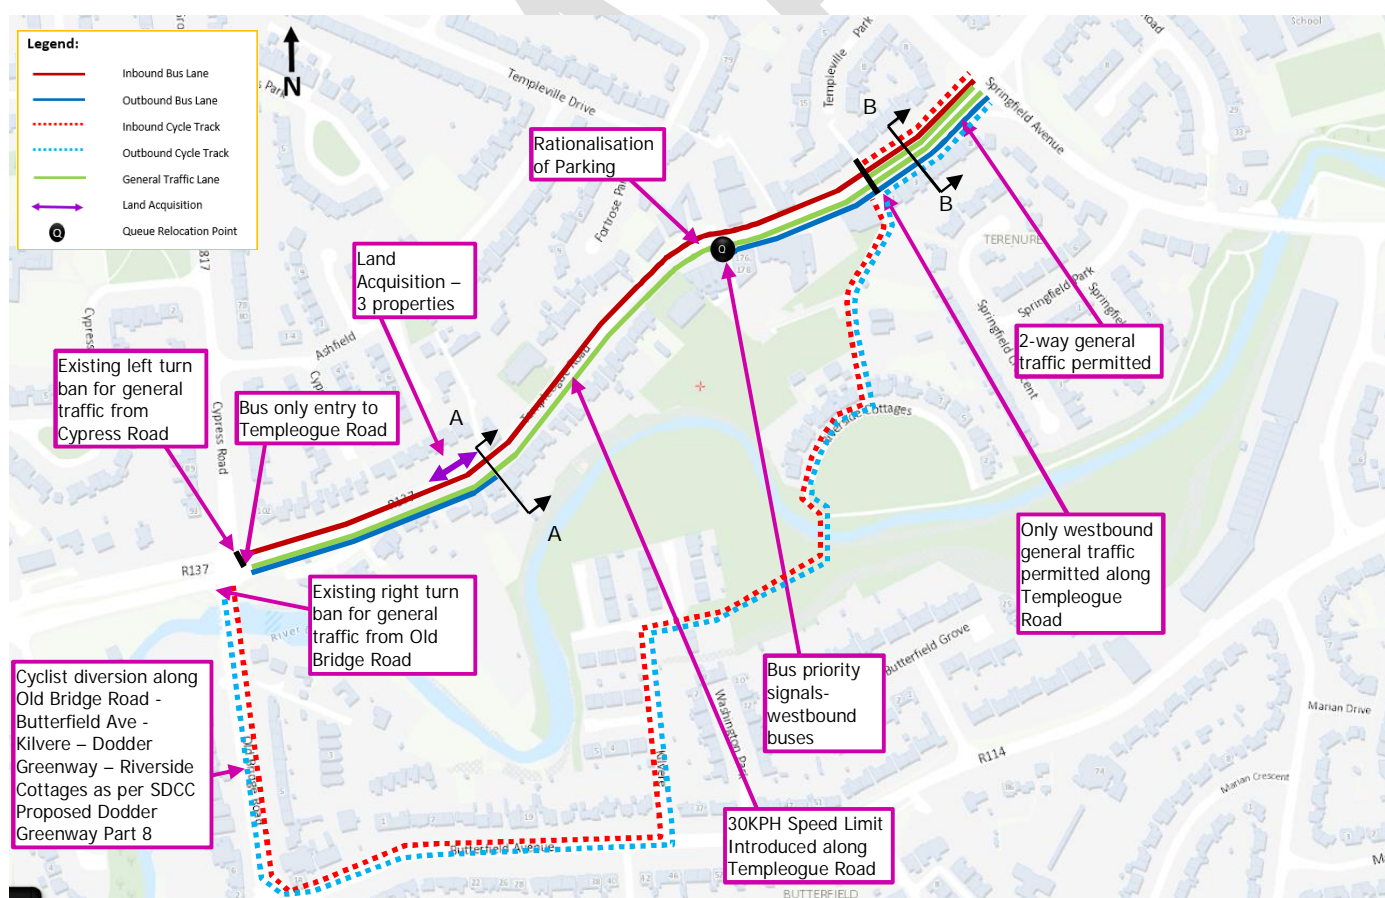 Legend:
Inbound Bus Lane
Outbound Bus Lane
Inbound Cycle Track
Outbound Cycle Track
General Traffic Lane
Land Acquisition
Q
Queue Relocation Point
N
School
Templeville Drive
Templeville
Park
Road
Springfield Avenue
B
B
Rationalisation
of Parking
Fortrose
Q
176
178
TERENURE
Springfield Park
Land
Acquisition –
3 properties
Ashfield
2-way general
traffic permitted
Existing left turn
ban for general
traffic from
Cypress Road
Bus only entry to
Templeogue Road
A
A
Cypress Road
R137
R137
Existing right turn
ban for general
traffic from Old
Bridge Road
Only westbound
general traffic
permitted along
Templeogue
Road
Cyclist diversion along
Old Bridge Road -
Butterfield Ave -
Kilvere – Dodder
Greenway – Riverside
Cottages as per SDCC
Proposed Dodder
Greenway Part 8
Bus priority
signals-
westbound
buses
Butterfield Grove
Washington Park
Marian Drive
R114
Marian Crescent
30KPH Speed Limit
Introduced along
Templeogue Road
Butterfield Avenue
BUTTERFIELD